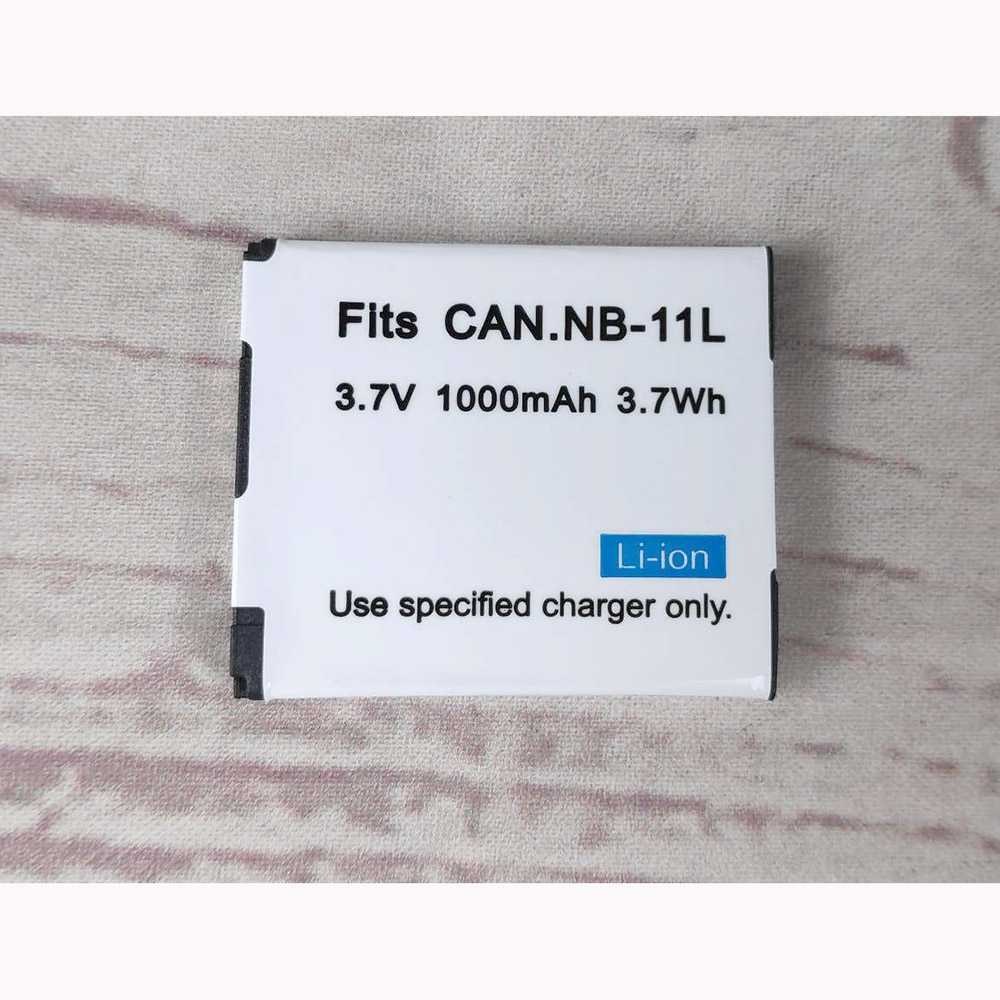 Fits CAN.NB-11L
3.7V 1000mAh 3.7Wh
Li-ion
Use specified charger only.